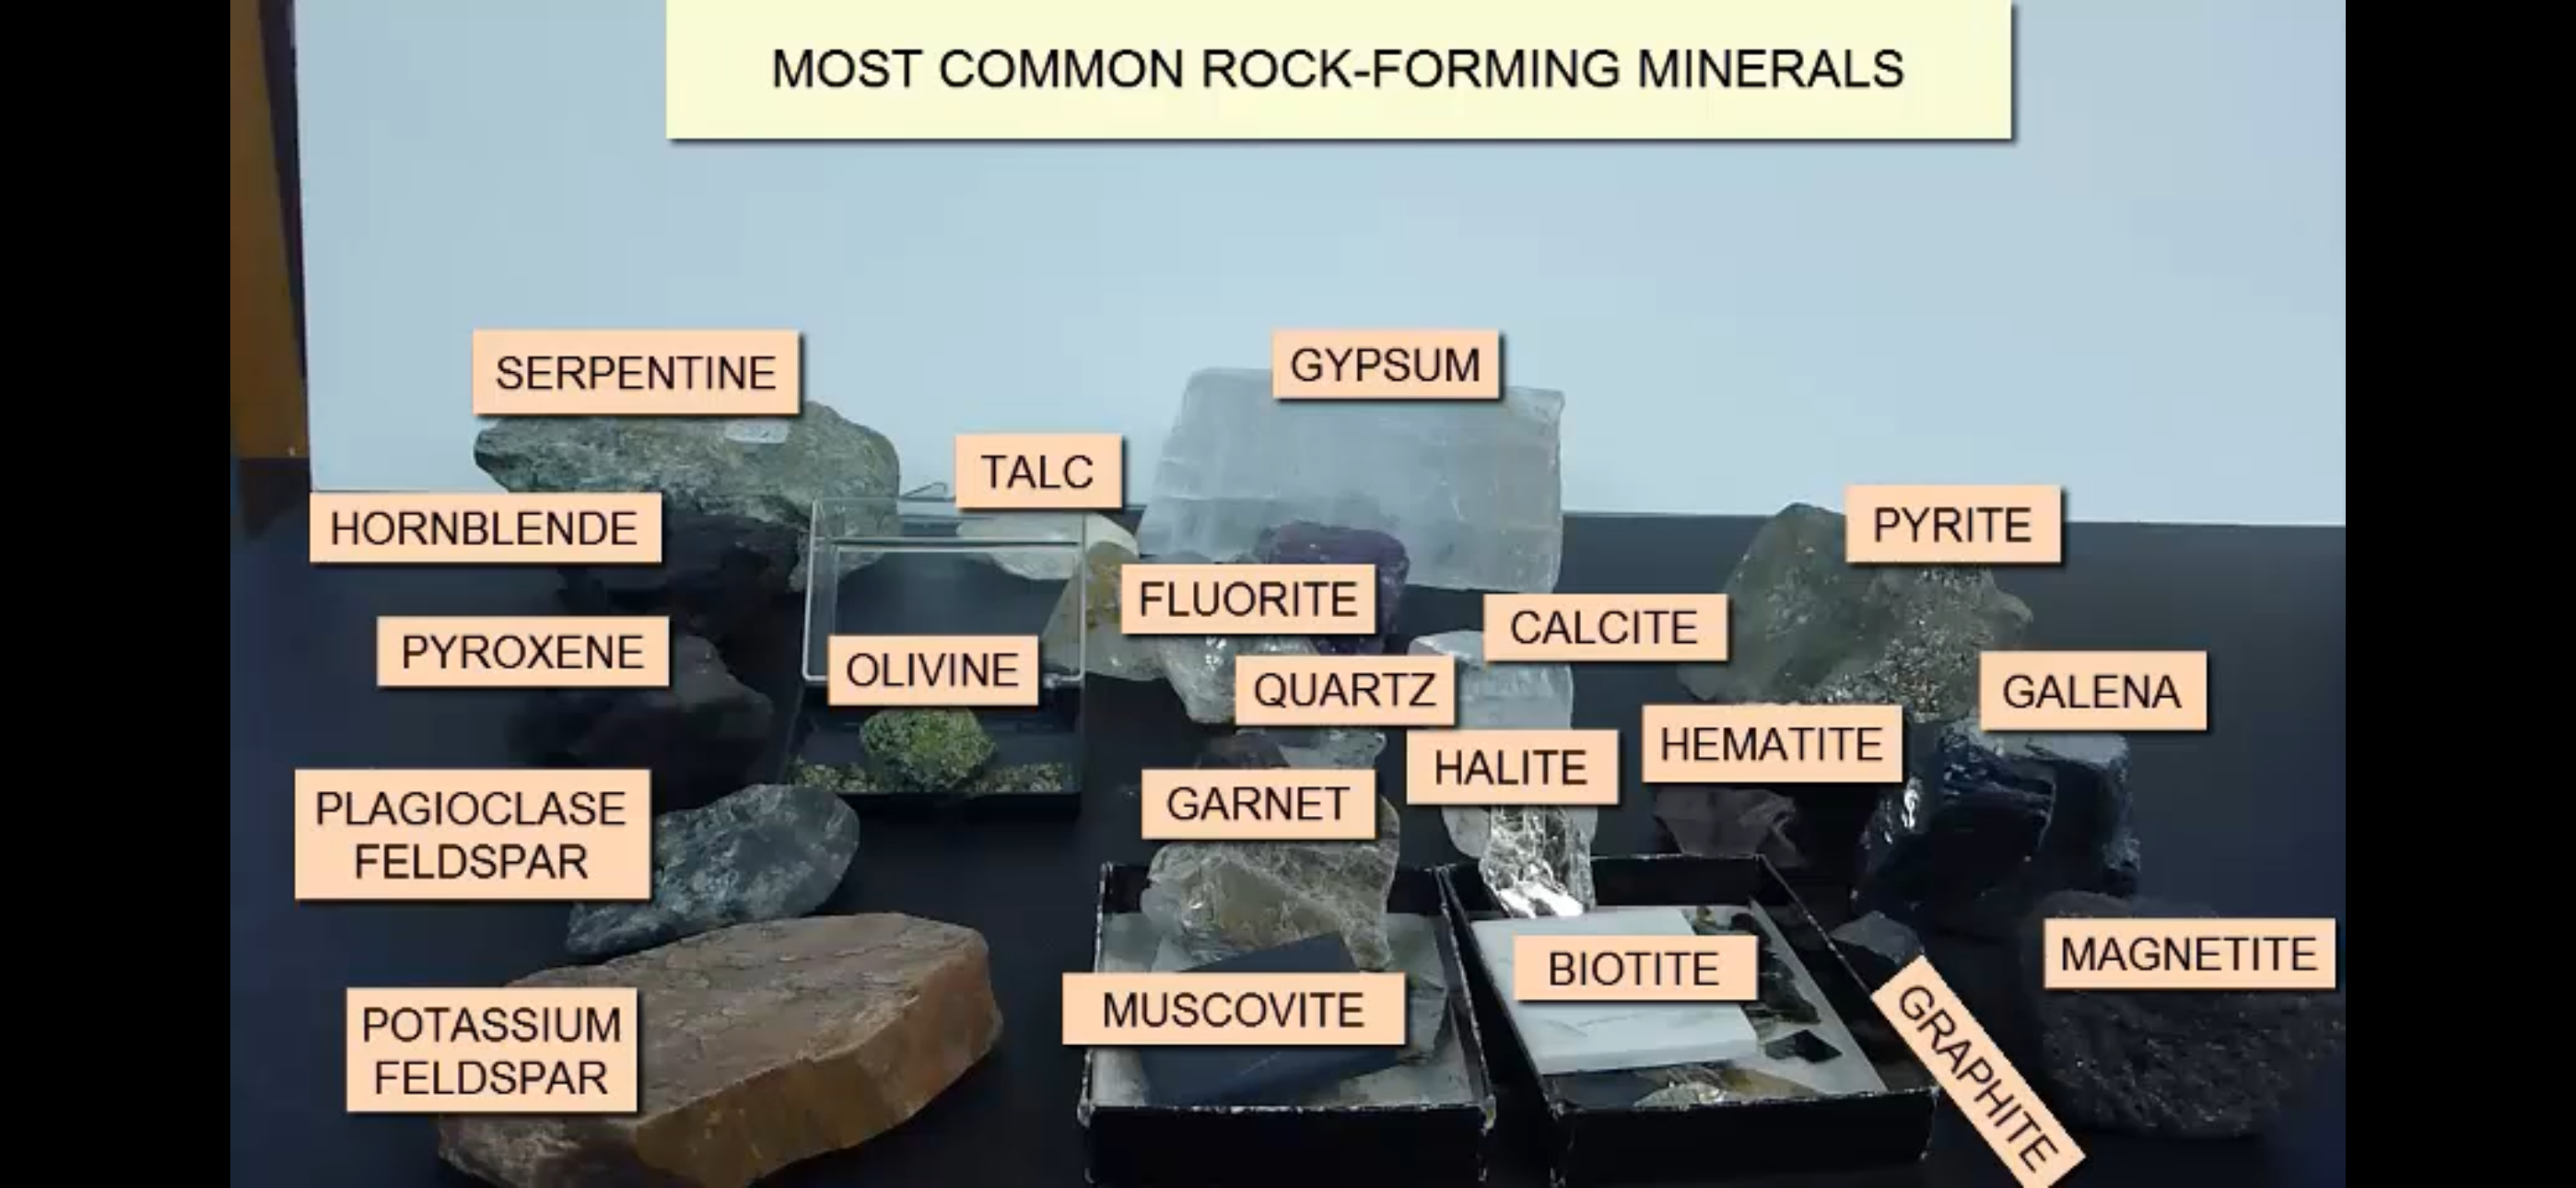 MOST COMMON ROCK-FORMING MINERALS
SERPENTINE
GYPSUM
TALC
HORNBLENDE
PYRITE
FLUORITE
CALCITE
PYROXENE
OLIVINE
QUARTZ
GALENA
HEMATITE
HALITE
GARNET
PLAGIOCLASE
FELDSPAR
MAGNETITE
BIOTITE
MUSCOVITE
POTASSIUM
FELDSPAR
GRAPHITE